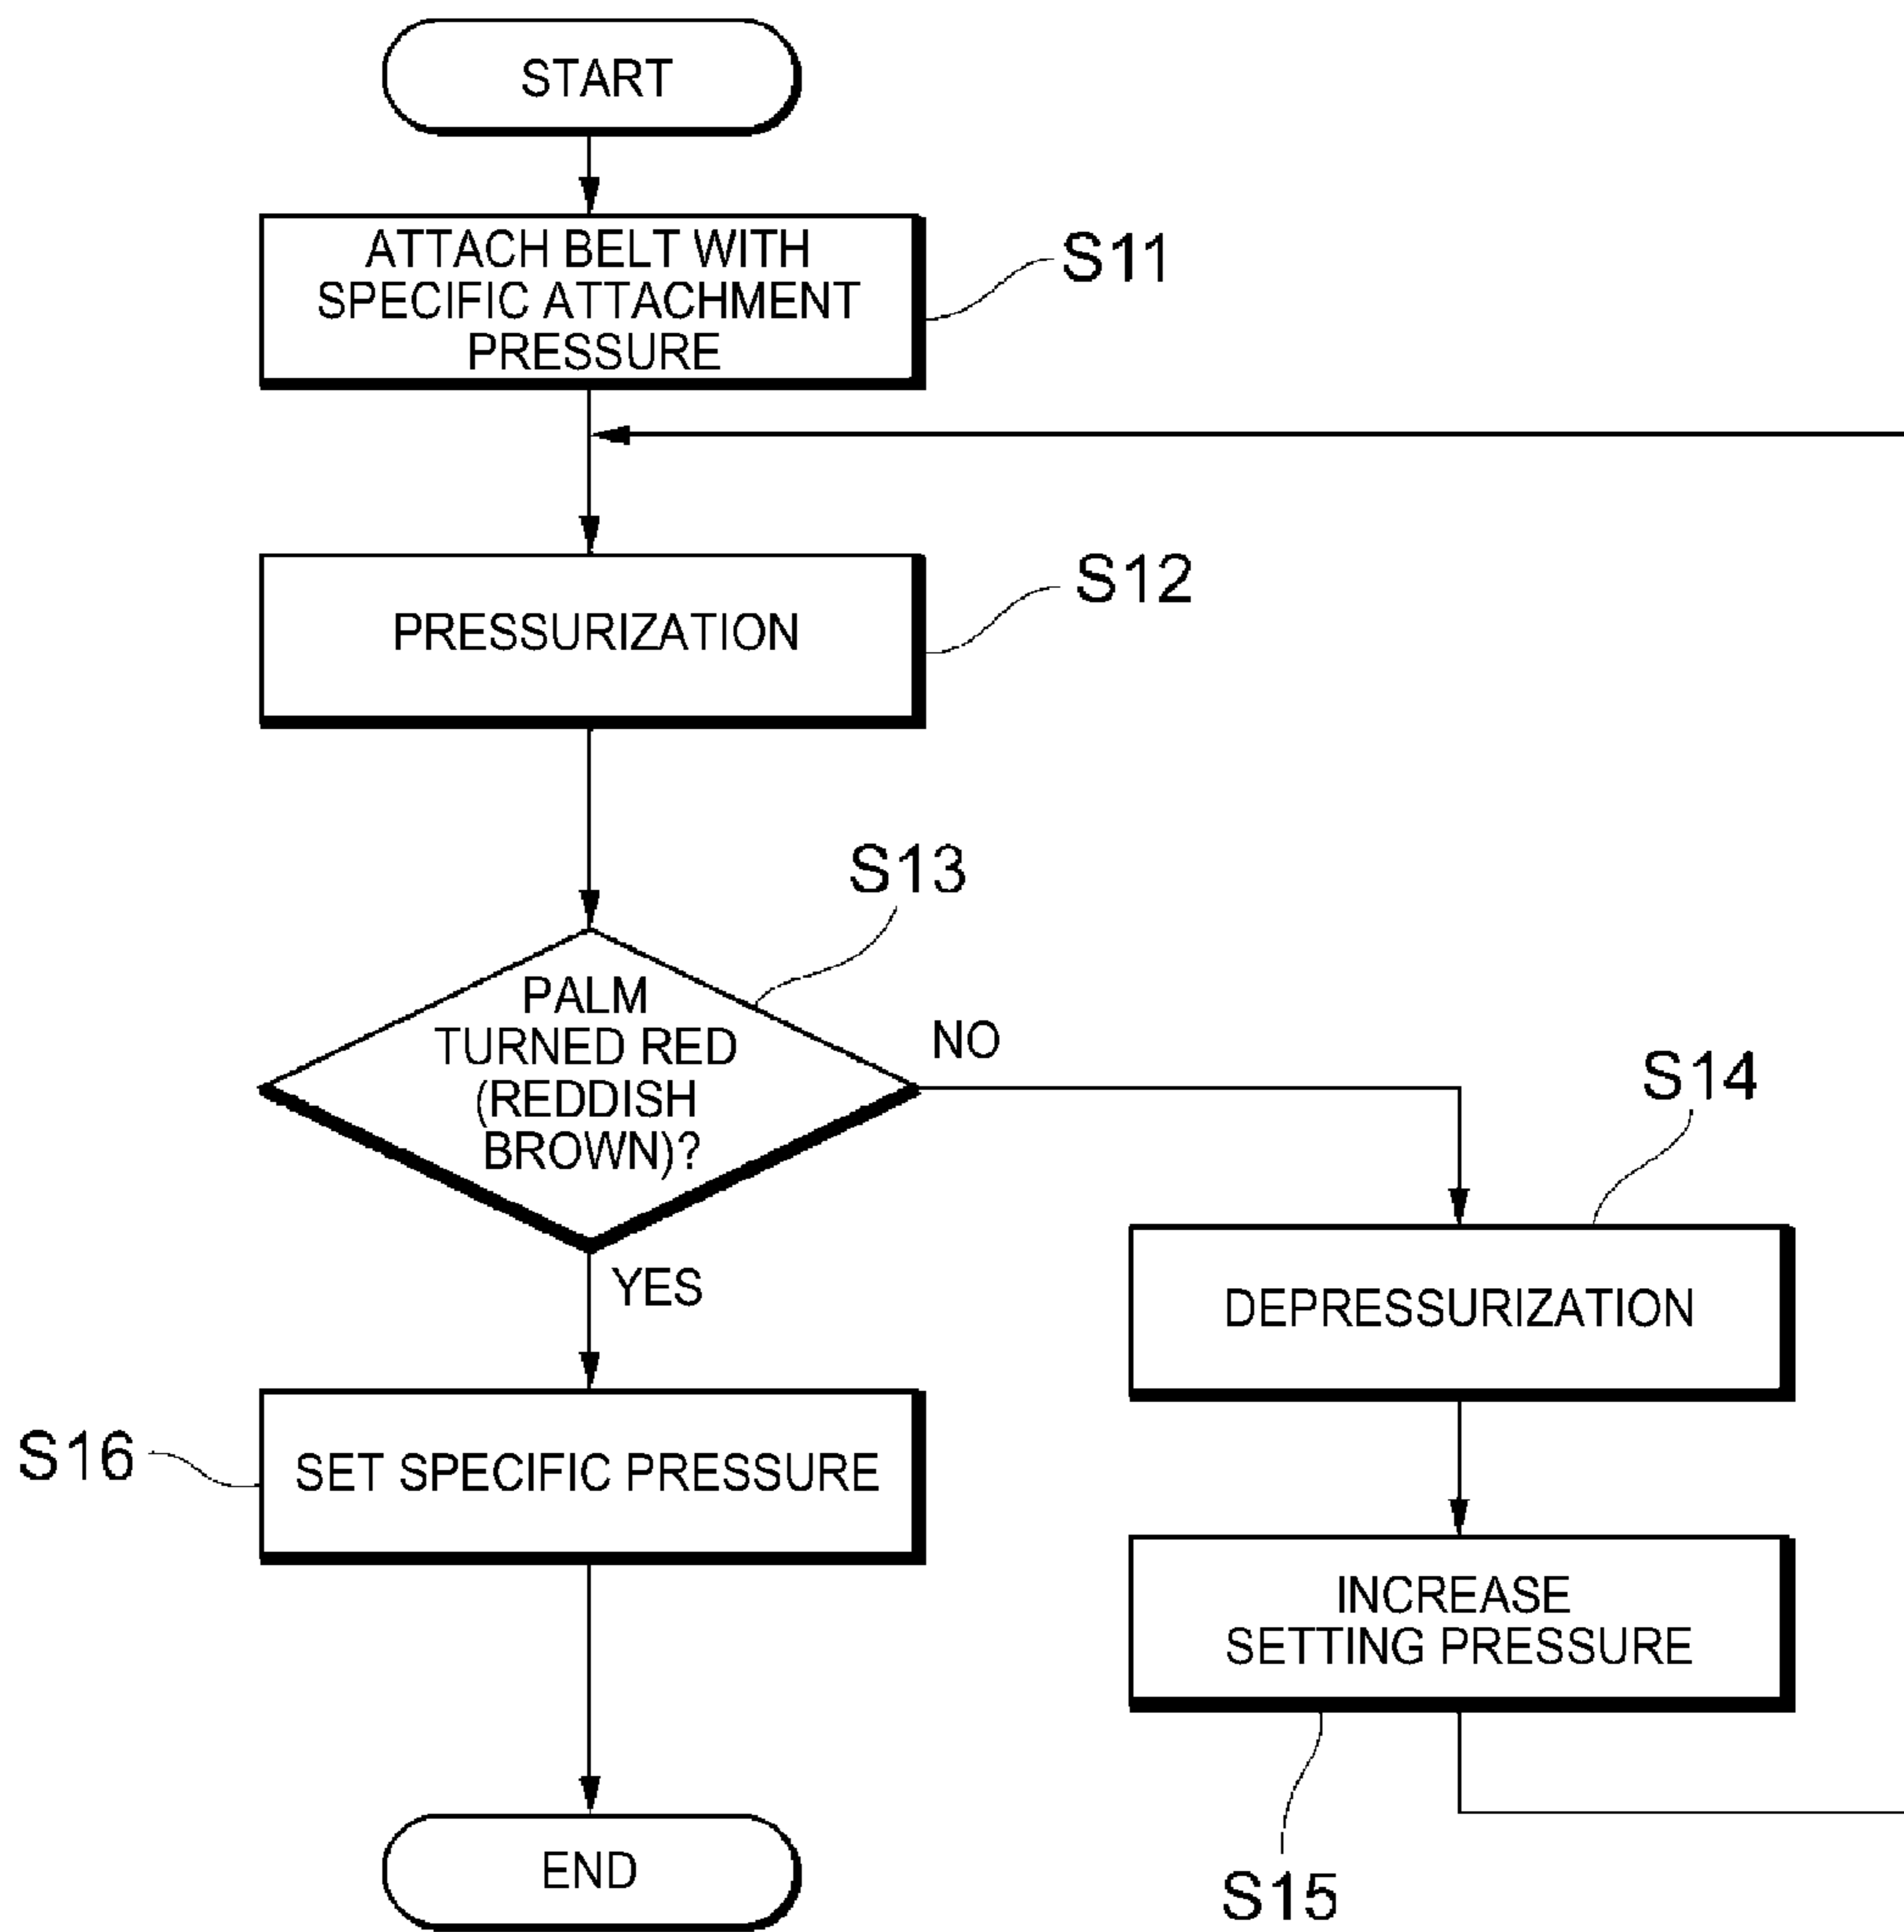 START
ATTACH BELT WITH
SPECIFIC ATTACHMENT
PRESSURE
S11
PRESSURIZATION
S12
S13
PALM
TURNED RED
(REDDISH
BROWN)?
NO
YES
S14
DEPRESSURIZATION
S16
SET SPECIFIC PRESSURE
INCREASE
SETTING PRESSURE
S15
END